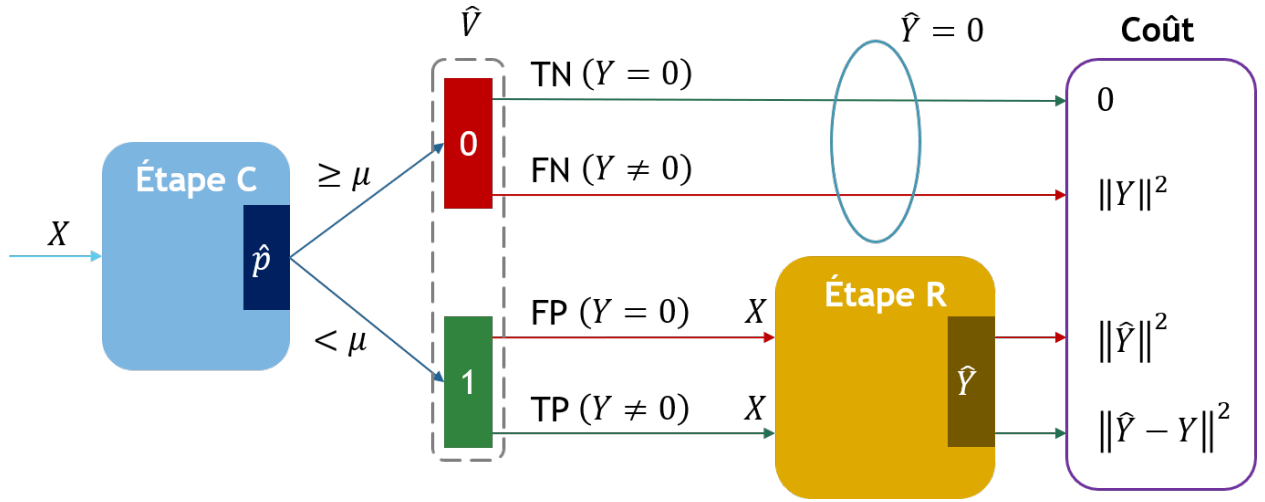 V̂
Ŷ = 0
Coût
TN (Y = 0)
0
0
Étape C
≥ μ
FN (Y ≠ 0)
‖Y‖²
X
p̂
Étape R
FP (Y = 0)
X
‖Ŷ‖²
< μ
1
Ŷ
TP (Y ≠ 0)
X
‖Ŷ − Y‖²